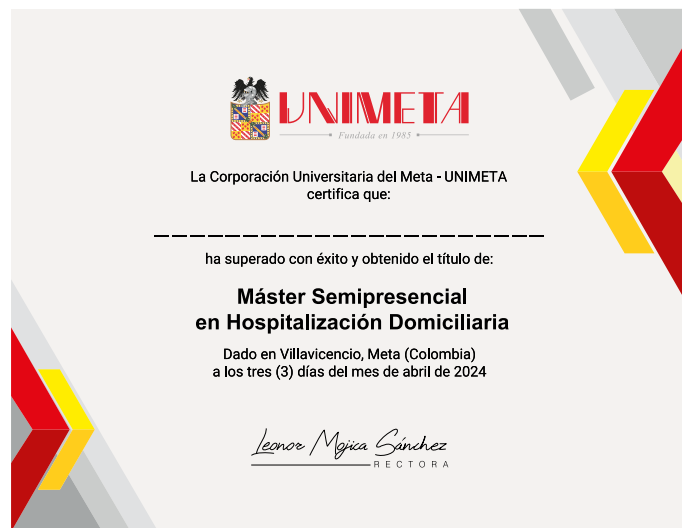 UNIMETA
Fundada en 1985
La Corporación Universitaria del Meta - UNIMETA
certifica que:
ha superado con éxito y obtenido el título de:
Máster Semipresencial
en Hospitalización Domiciliaria
Dado en Villavicencio, Meta (Colombia)
a los tres (3) días del mes de abril de 2024
Leonor Mojica Sánchez
RECTORA